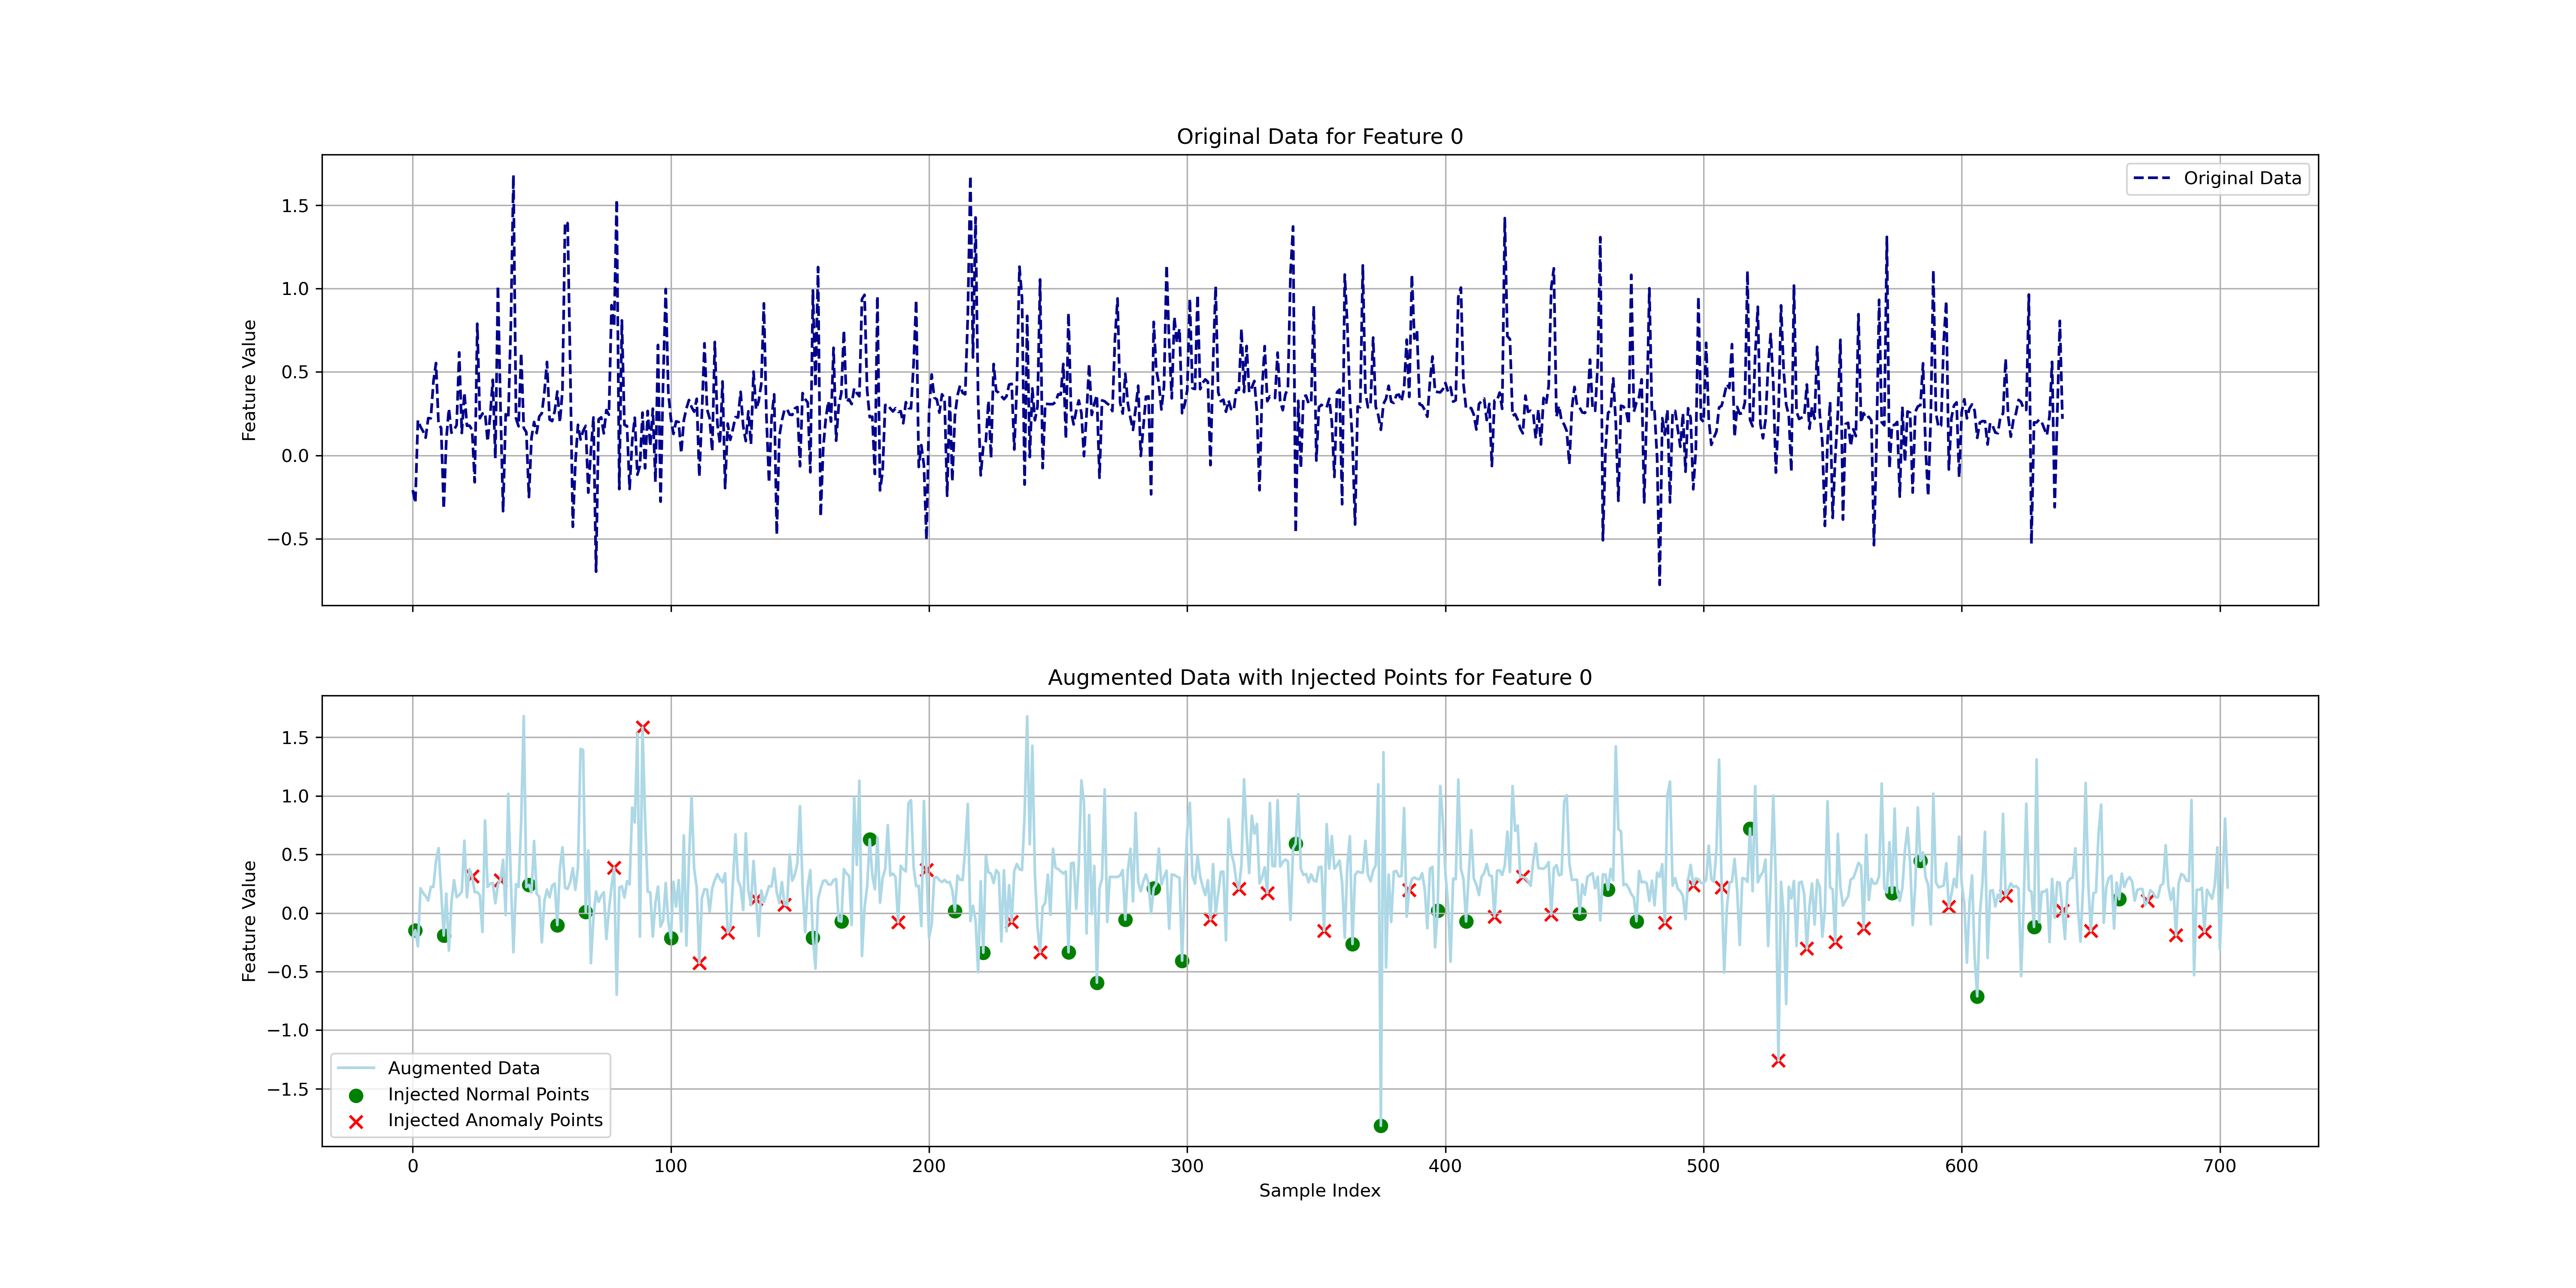 Original Data for Feature 0
Original Data
1.5
1.0
0.5
0.0
−0.5
Feature Value
Augmented Data with Injected Points for Feature 0
1.5
1.0
0.5
0.0
−0.5
−1.0
−1.5
Feature Value
Augmented Data
Injected Normal Points
Injected Anomaly Points
0 100 200 300 400 500 600 700
Sample Index